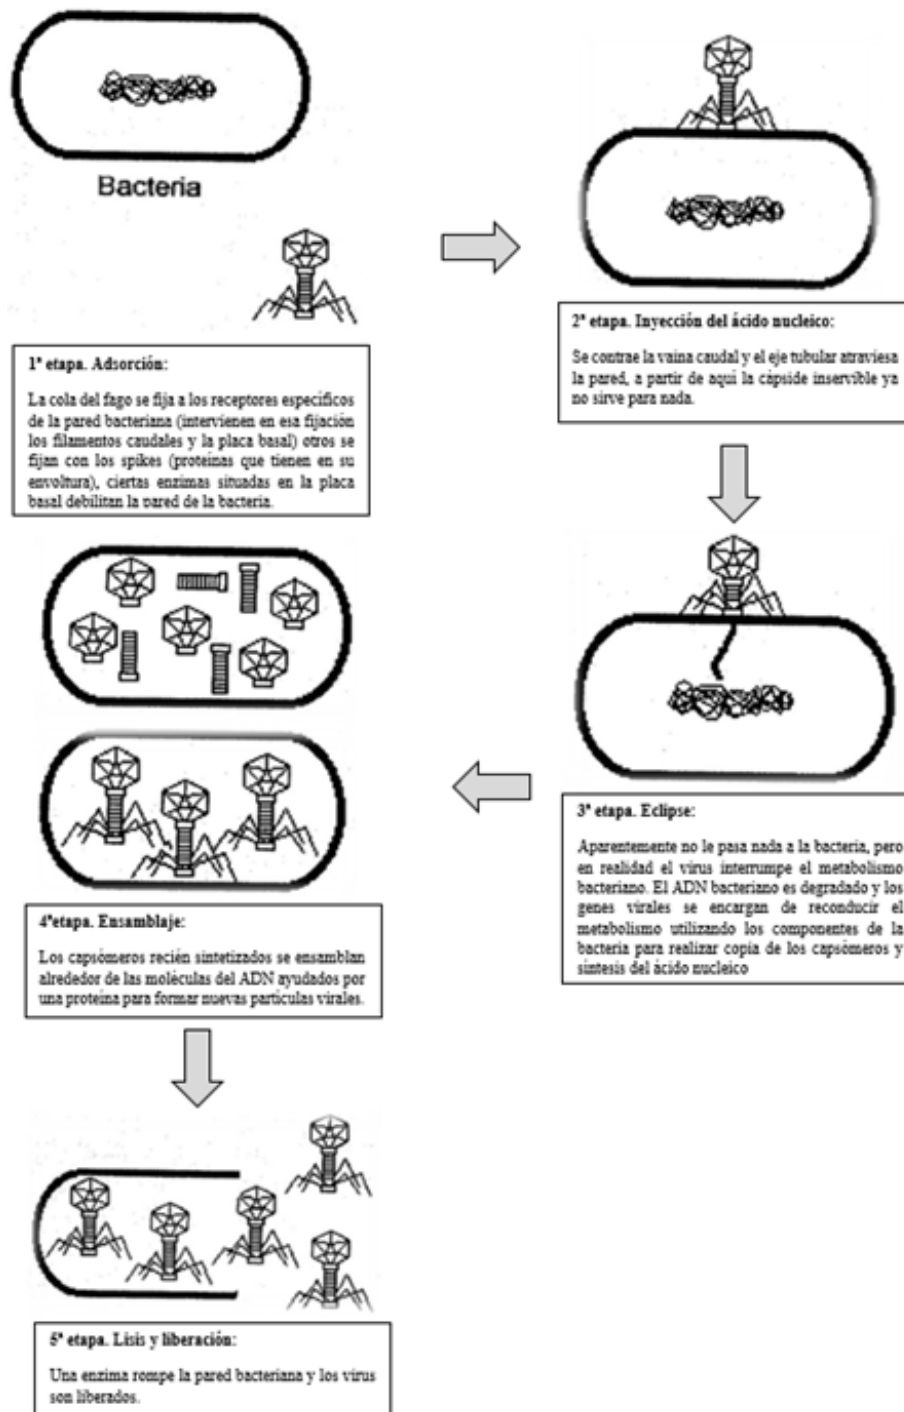 Bacteria
1ª etapa. Adsorción:
La cola del fago se fija a los receptores específicos
de la pared bacteriana (intervienen en esa fijación
los filamentos caudales y la placa basal) otros se
fijan con los spikes (proteínas que tienen en su
envoltura), ciertas enzimas situadas en la placa
basal debilitan la pared de la bacteria.
2ª etapa. Inyección del ácido nucleico:
Se contrae la vaina caudal y el eje tubular atraviesa
la pared, a partir de aquí la cápside inservible ya
no sirve para nada.
3ª etapa. Eclipse:
Aparentemente no le pasa nada a la bacteria, pero
en realidad el virus interrumpe el metabolismo
bacteriano. El ADN bacteriano es degradado y los
genes virales se encargan de reconducir el
metabolismo utilizando los componentes de la
bacteria para realizar copia de los capsómeros y
síntesis del ácido nucleico
4ªetapa. Ensamblaje:
Los capsómeros recién sintetizados se ensamblan
alrededor de las moléculas del ADN ayudados por
una proteína para formar nuevas partículas virales.
5ª etapa. Lisis y liberación:
Una enzima rompe la pared bacteriana y los virus
son liberados.